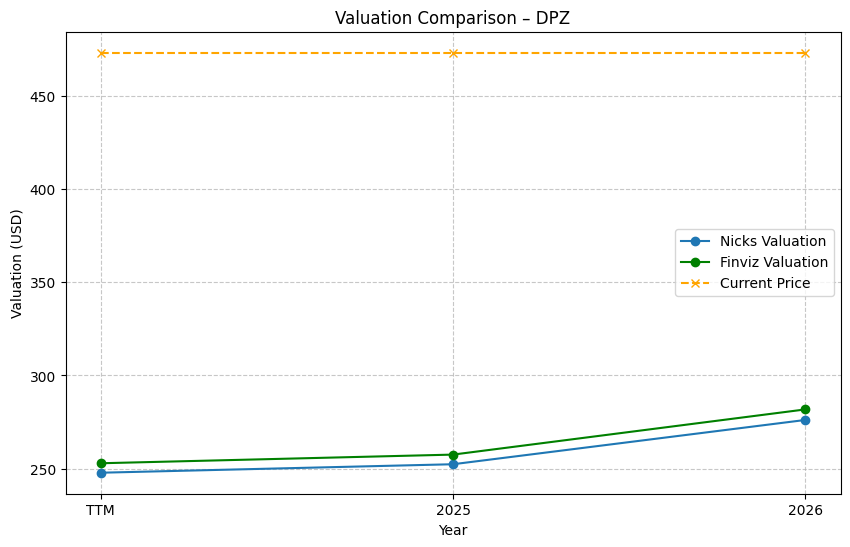 Valuation Comparison – DPZ
Valuation (USD)
450
400
350
300
250
Nicks Valuation
Finviz Valuation
Current Price
TTM
2025
2026
Year